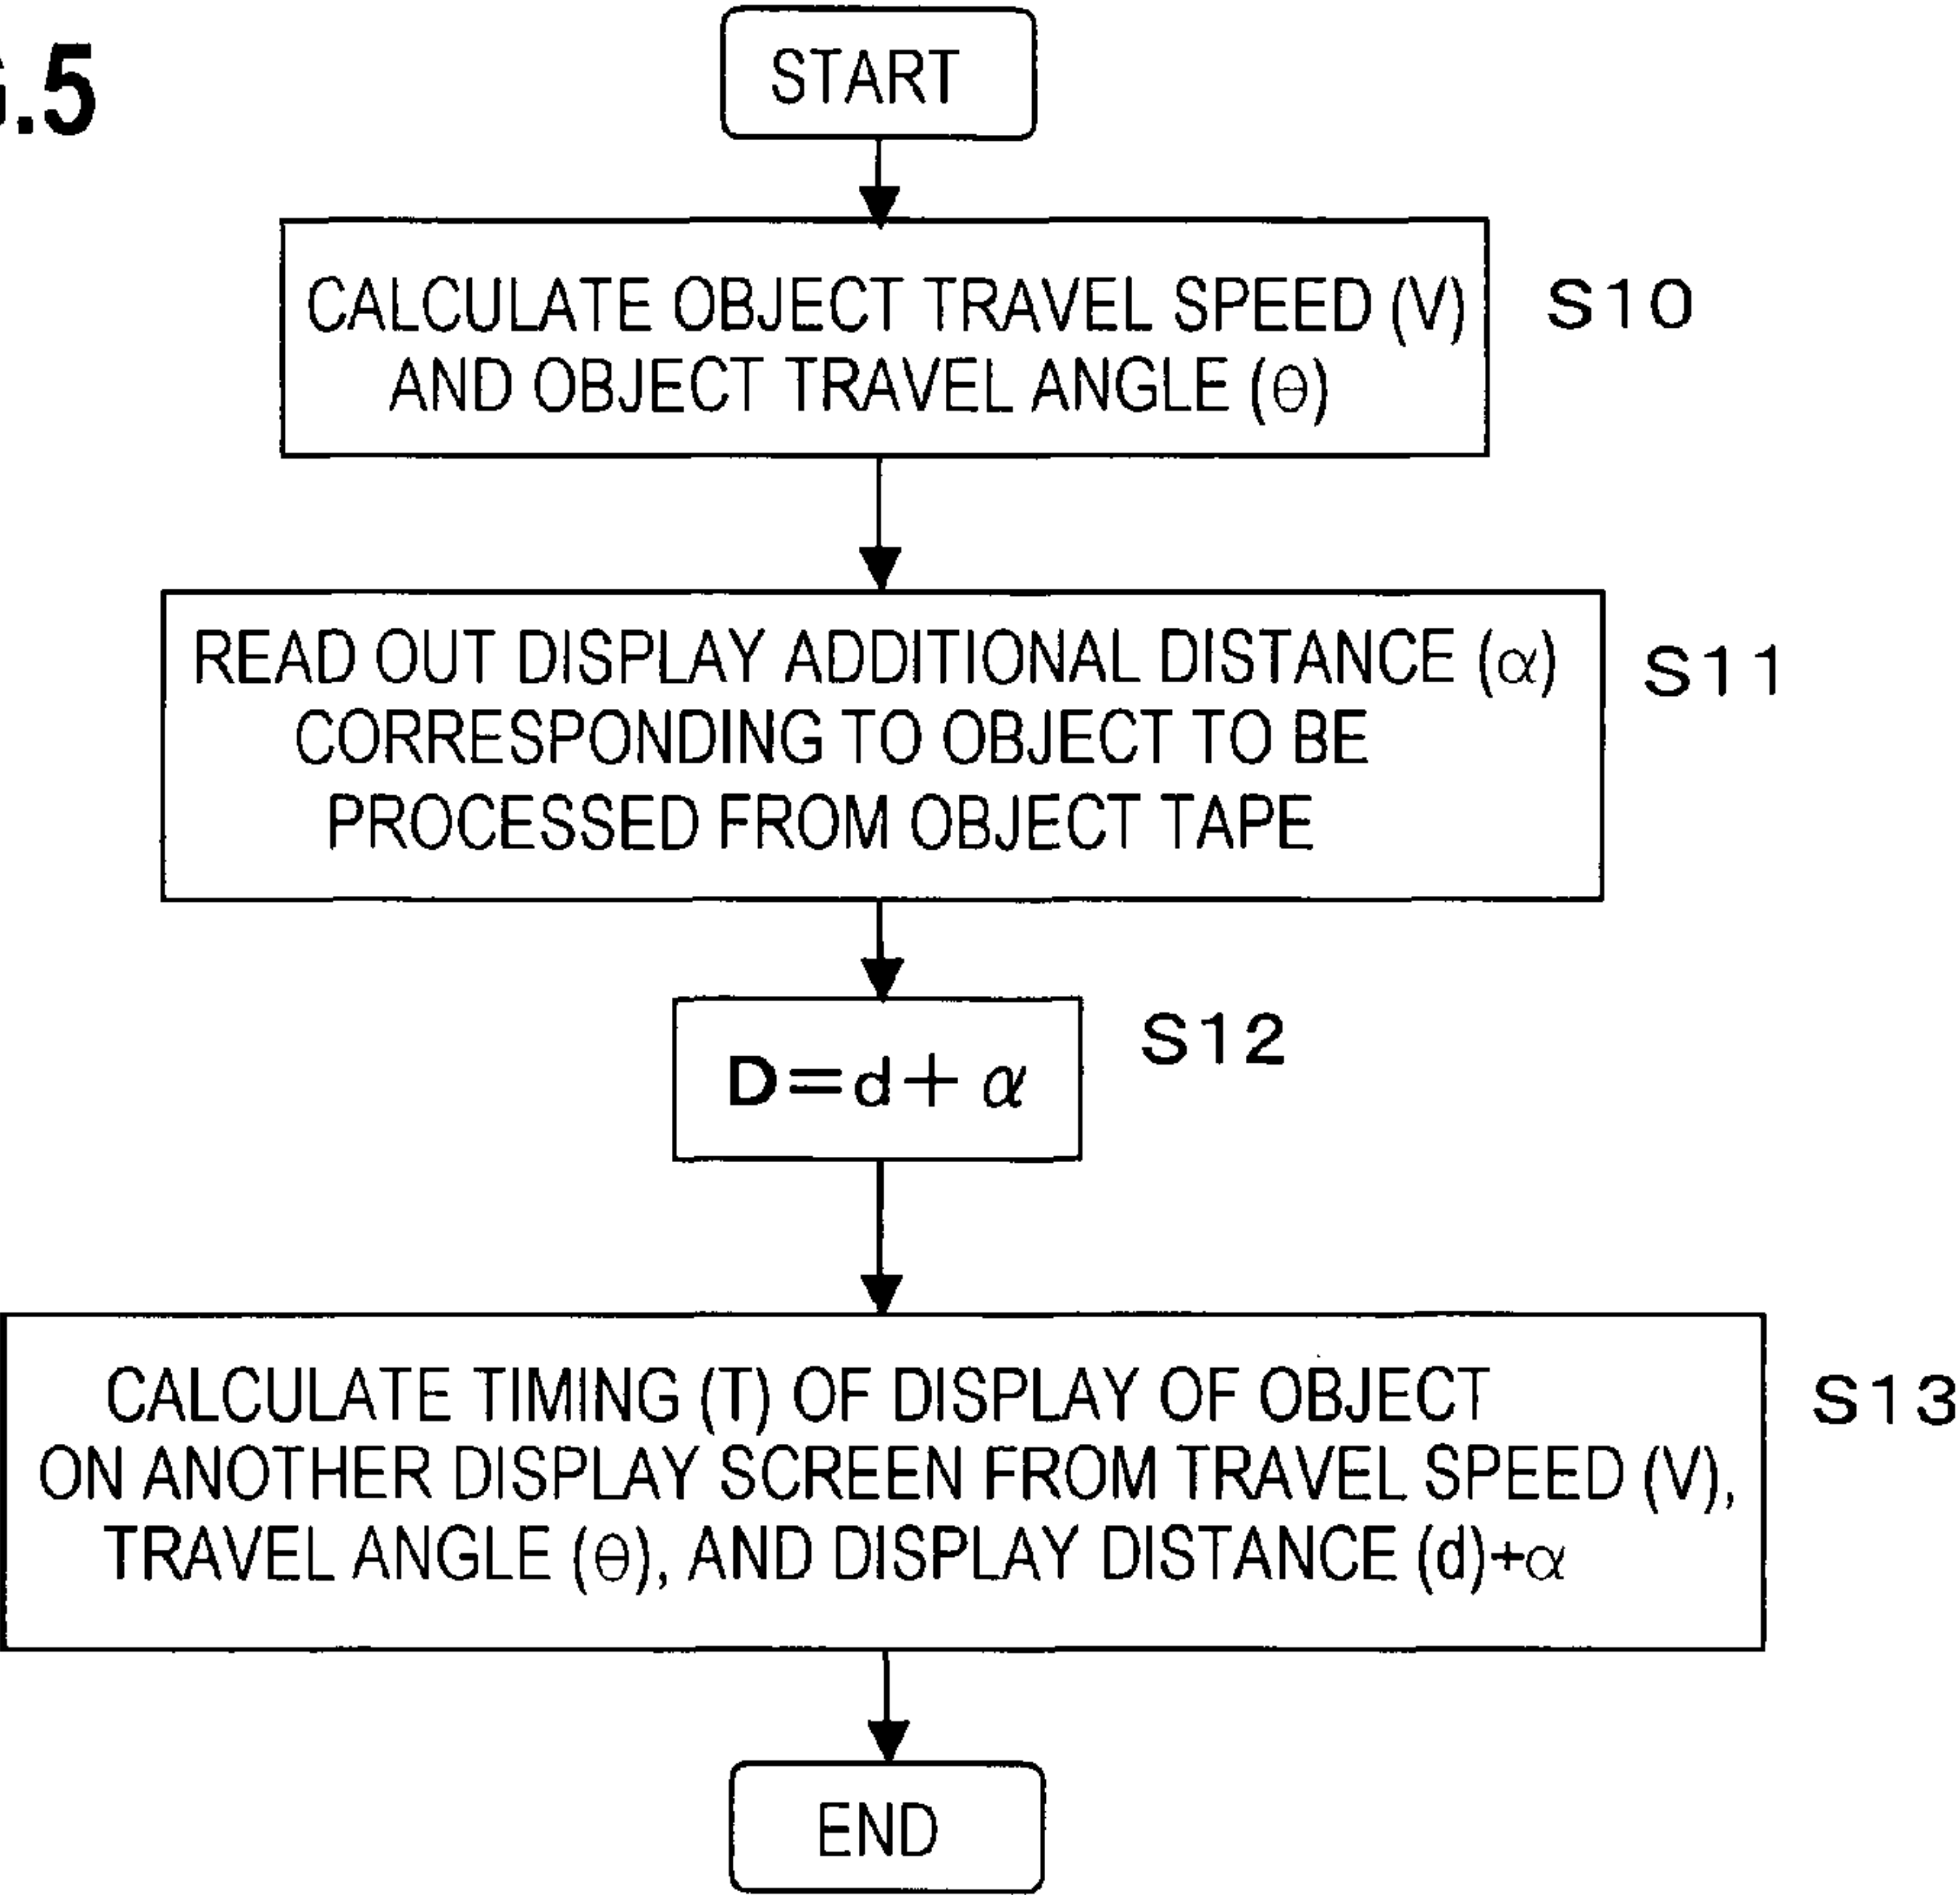 .5
START
CALCULATE OBJECT TRAVEL SPEED (V)
AND OBJECT TRAVEL ANGLE (θ)
S10
READ OUT DISPLAY ADDITIONAL DISTANCE (α)
CORRESPONDING TO OBJECT TO BE
PROCESSED FROM OBJECT TAPE
S11
D=d+ α
S12
CALCULATE TIMING (T) OF DISPLAY OF OBJECT
ON ANOTHER DISPLAY SCREEN FROM TRAVEL SPEED (V),
TRAVEL ANGLE (θ), AND DISPLAY DISTANCE (d)+α
S13
END